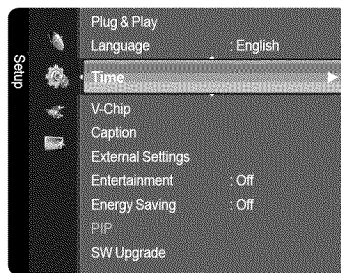 Setup
Plug & Play
Language : English
Time
V-Chip
Caption
External Settings
Entertainment : Off
Energy Saving : Off
PIP
SW Upgrade